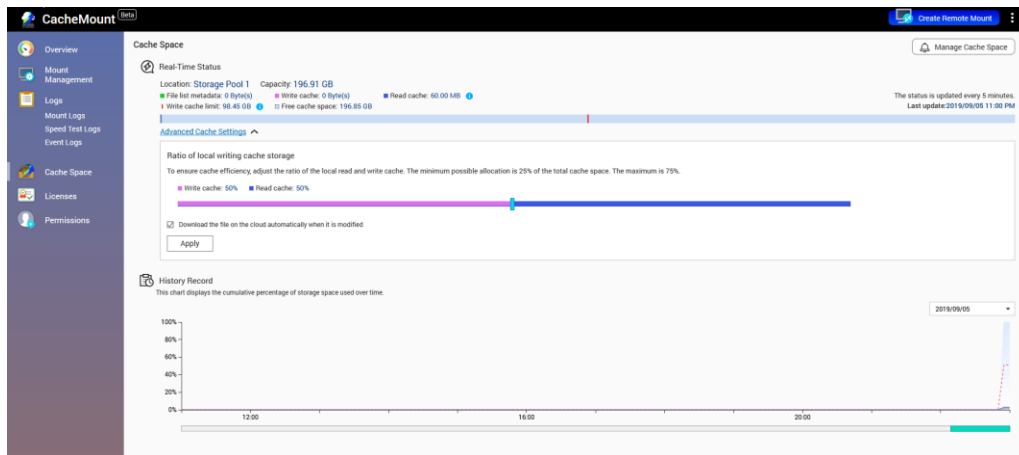 CacheMount Beta
Create Remote Mount
Overview
Mount
Management
Logs
Mount Logs
Speed Test Logs
Event Logs
Cache Space
Licenses
Permissions
Cache Space
Manage Cache Space
Real-Time Status
Location: Storage Pool 1 Capacity: 196.91 GB
File list metadata: 0 Byte(s) Write cache: 0 Byte(s) Read cache: 60.00 MB
Write cache limit: 98.45 GB Free cache space: 196.85 GB
The status is updated every 5 minutes.
Last update:2019/09/05 11:00 PM
Advanced Cache Settings
Ratio of local writing cache storage
To ensure cache efficiency, adjust the ratio of the local read and write cache. The minimum possible allocation is 25% of the total cache space. The maximum is 75%.
Write cache: 50% Read cache: 50%
Download the file on the cloud automatically when it is modified
Apply
History Record
This chart displays the cumulative percentage of storage space used over time.
2019/09/05
100%
80%
60%
40%
20%
0%
12:00 16:00 20:00